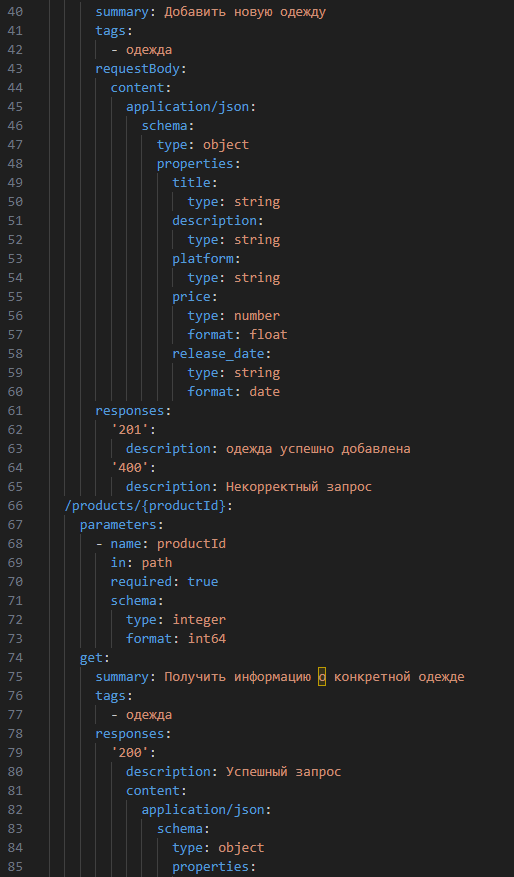 40 summary: Добавить новую одежду
41 tags:
42 - одежда
43 requestBody:
44 content:
45 application/json:
46 schema:
47 type: object
48 properties:
49 title:
50 type: string
51 description:
52 type: string
53 platform:
54 type: string
55 price:
56 type: number
57 format: float
58 release_date:
59 type: string
60 format: date
61 responses:
62 '201':
63 description: одежда успешно добавлена
64 '400':
65 description: Некорректный запрос
66 /products/{productId}:
67 parameters:
68 - name: productId
69 in: path
70 required: true
71 schema:
72 type: integer
73 format: int64
74 get:
75 summary: Получить информацию о конкретной одежде
76 tags:
77 - одежда
78 responses:
79 '200':
80 description: Успешный запрос
81 content:
82 application/json:
83 schema:
84 type: object
85 properties: